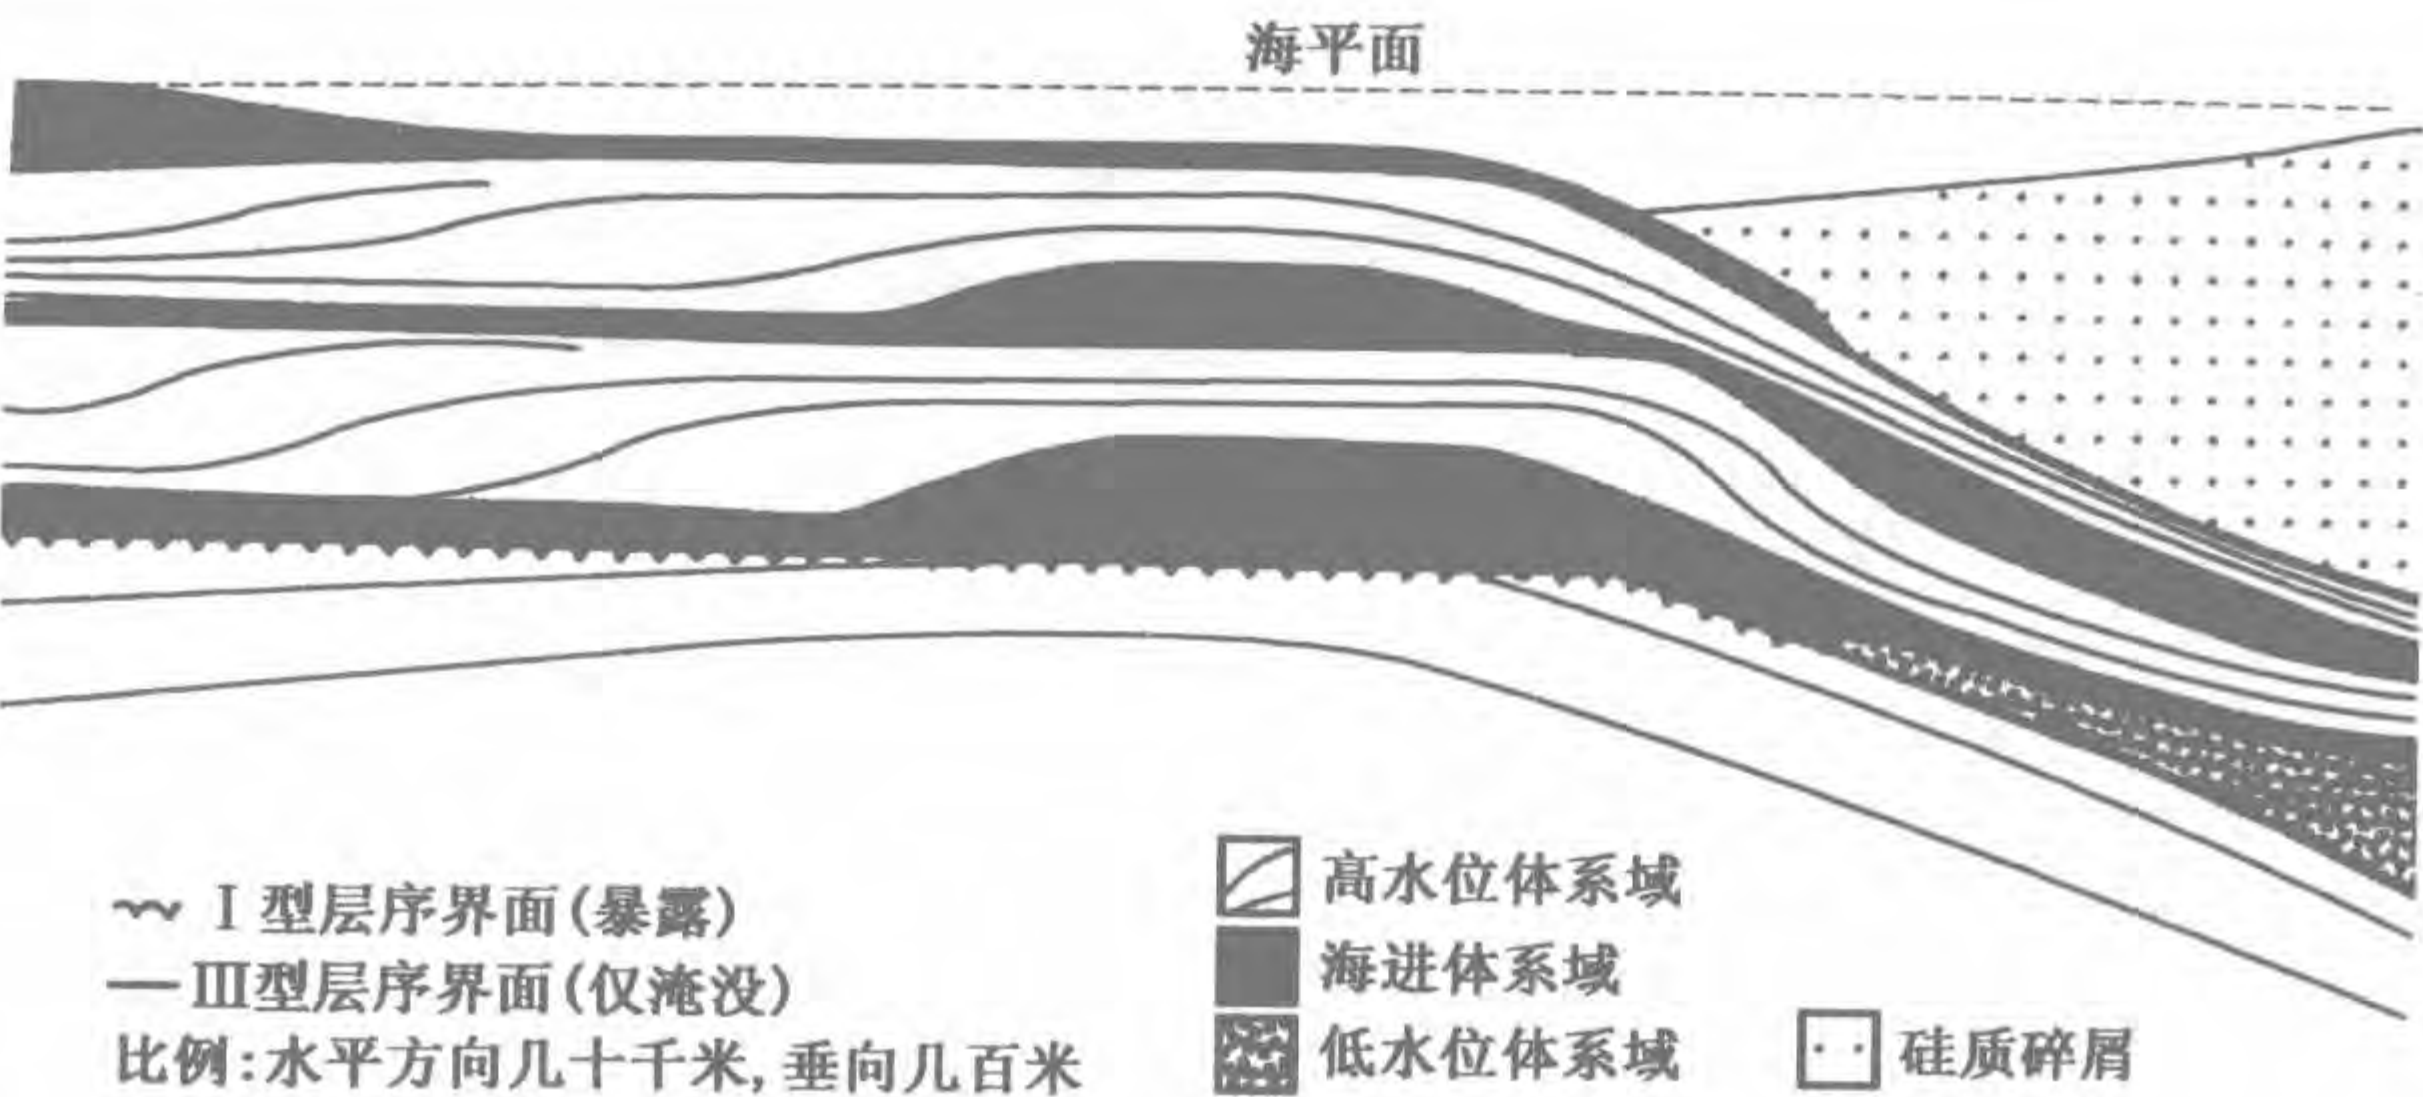 海平面
Ⅰ型层序界面(暴露)
Ⅲ型层序界面(仅淹没)
比例:水平方向几十千米,垂向几百米
高水位体系域
海进体系域
低水位体系域
硅质碎屑